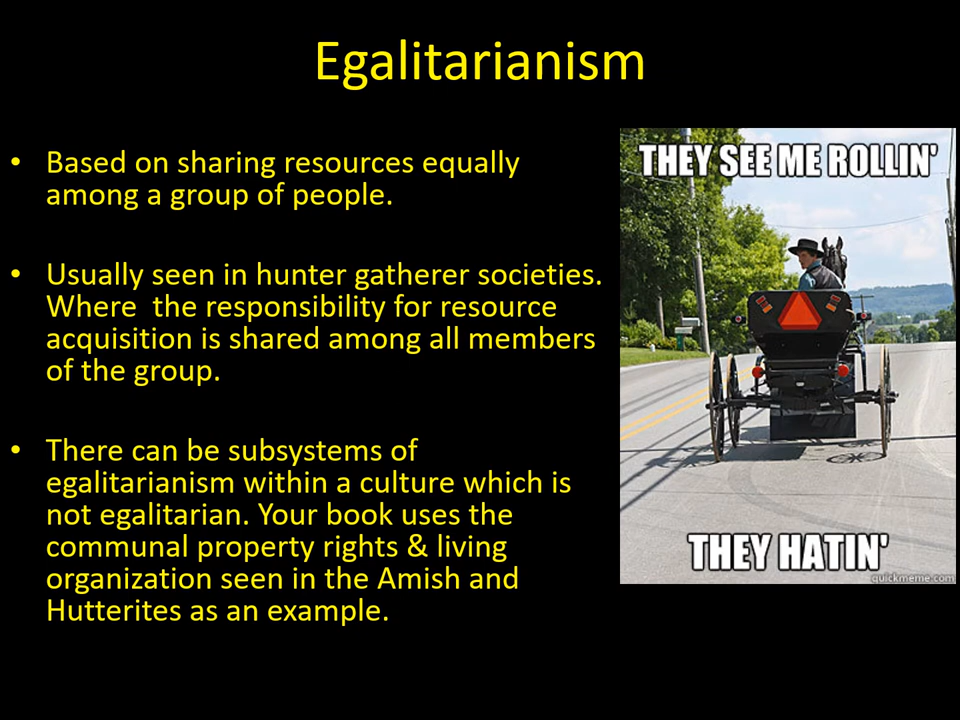 Egalitarianism
• Based on sharing resources equally
among a group of people.
• Usually seen in hunter gatherer societies.
Where  the responsibility for resource
acquisition is shared among all members
of the group.
• There can be subsystems of
egalitarianism within a culture which is
not egalitarian. Your book uses the
communal property rights & living
organization seen in the Amish and
Hutterites as an example.
THEY SEE ME ROLLIN'
THEY HATIN'
quickmeme.com